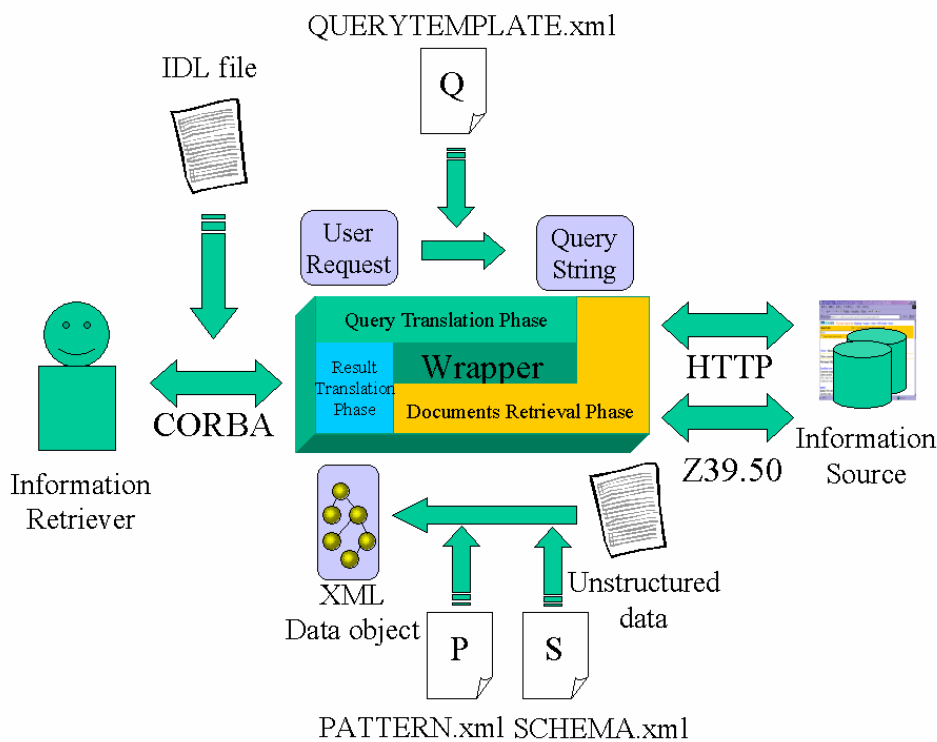 QUERYTEMPLATE.xml
IDL file
Q
User
Request
Query
String
Query Translation Phase
Wrapper
Result
Translation
Phase
Documents Retrieval Phase
CORBA
HTTP
Z39.50
Information
Retriever
Information
Source
XML
Data object
Unstructured
data
P
S
PATTERN.xml
SCHEMA.xml